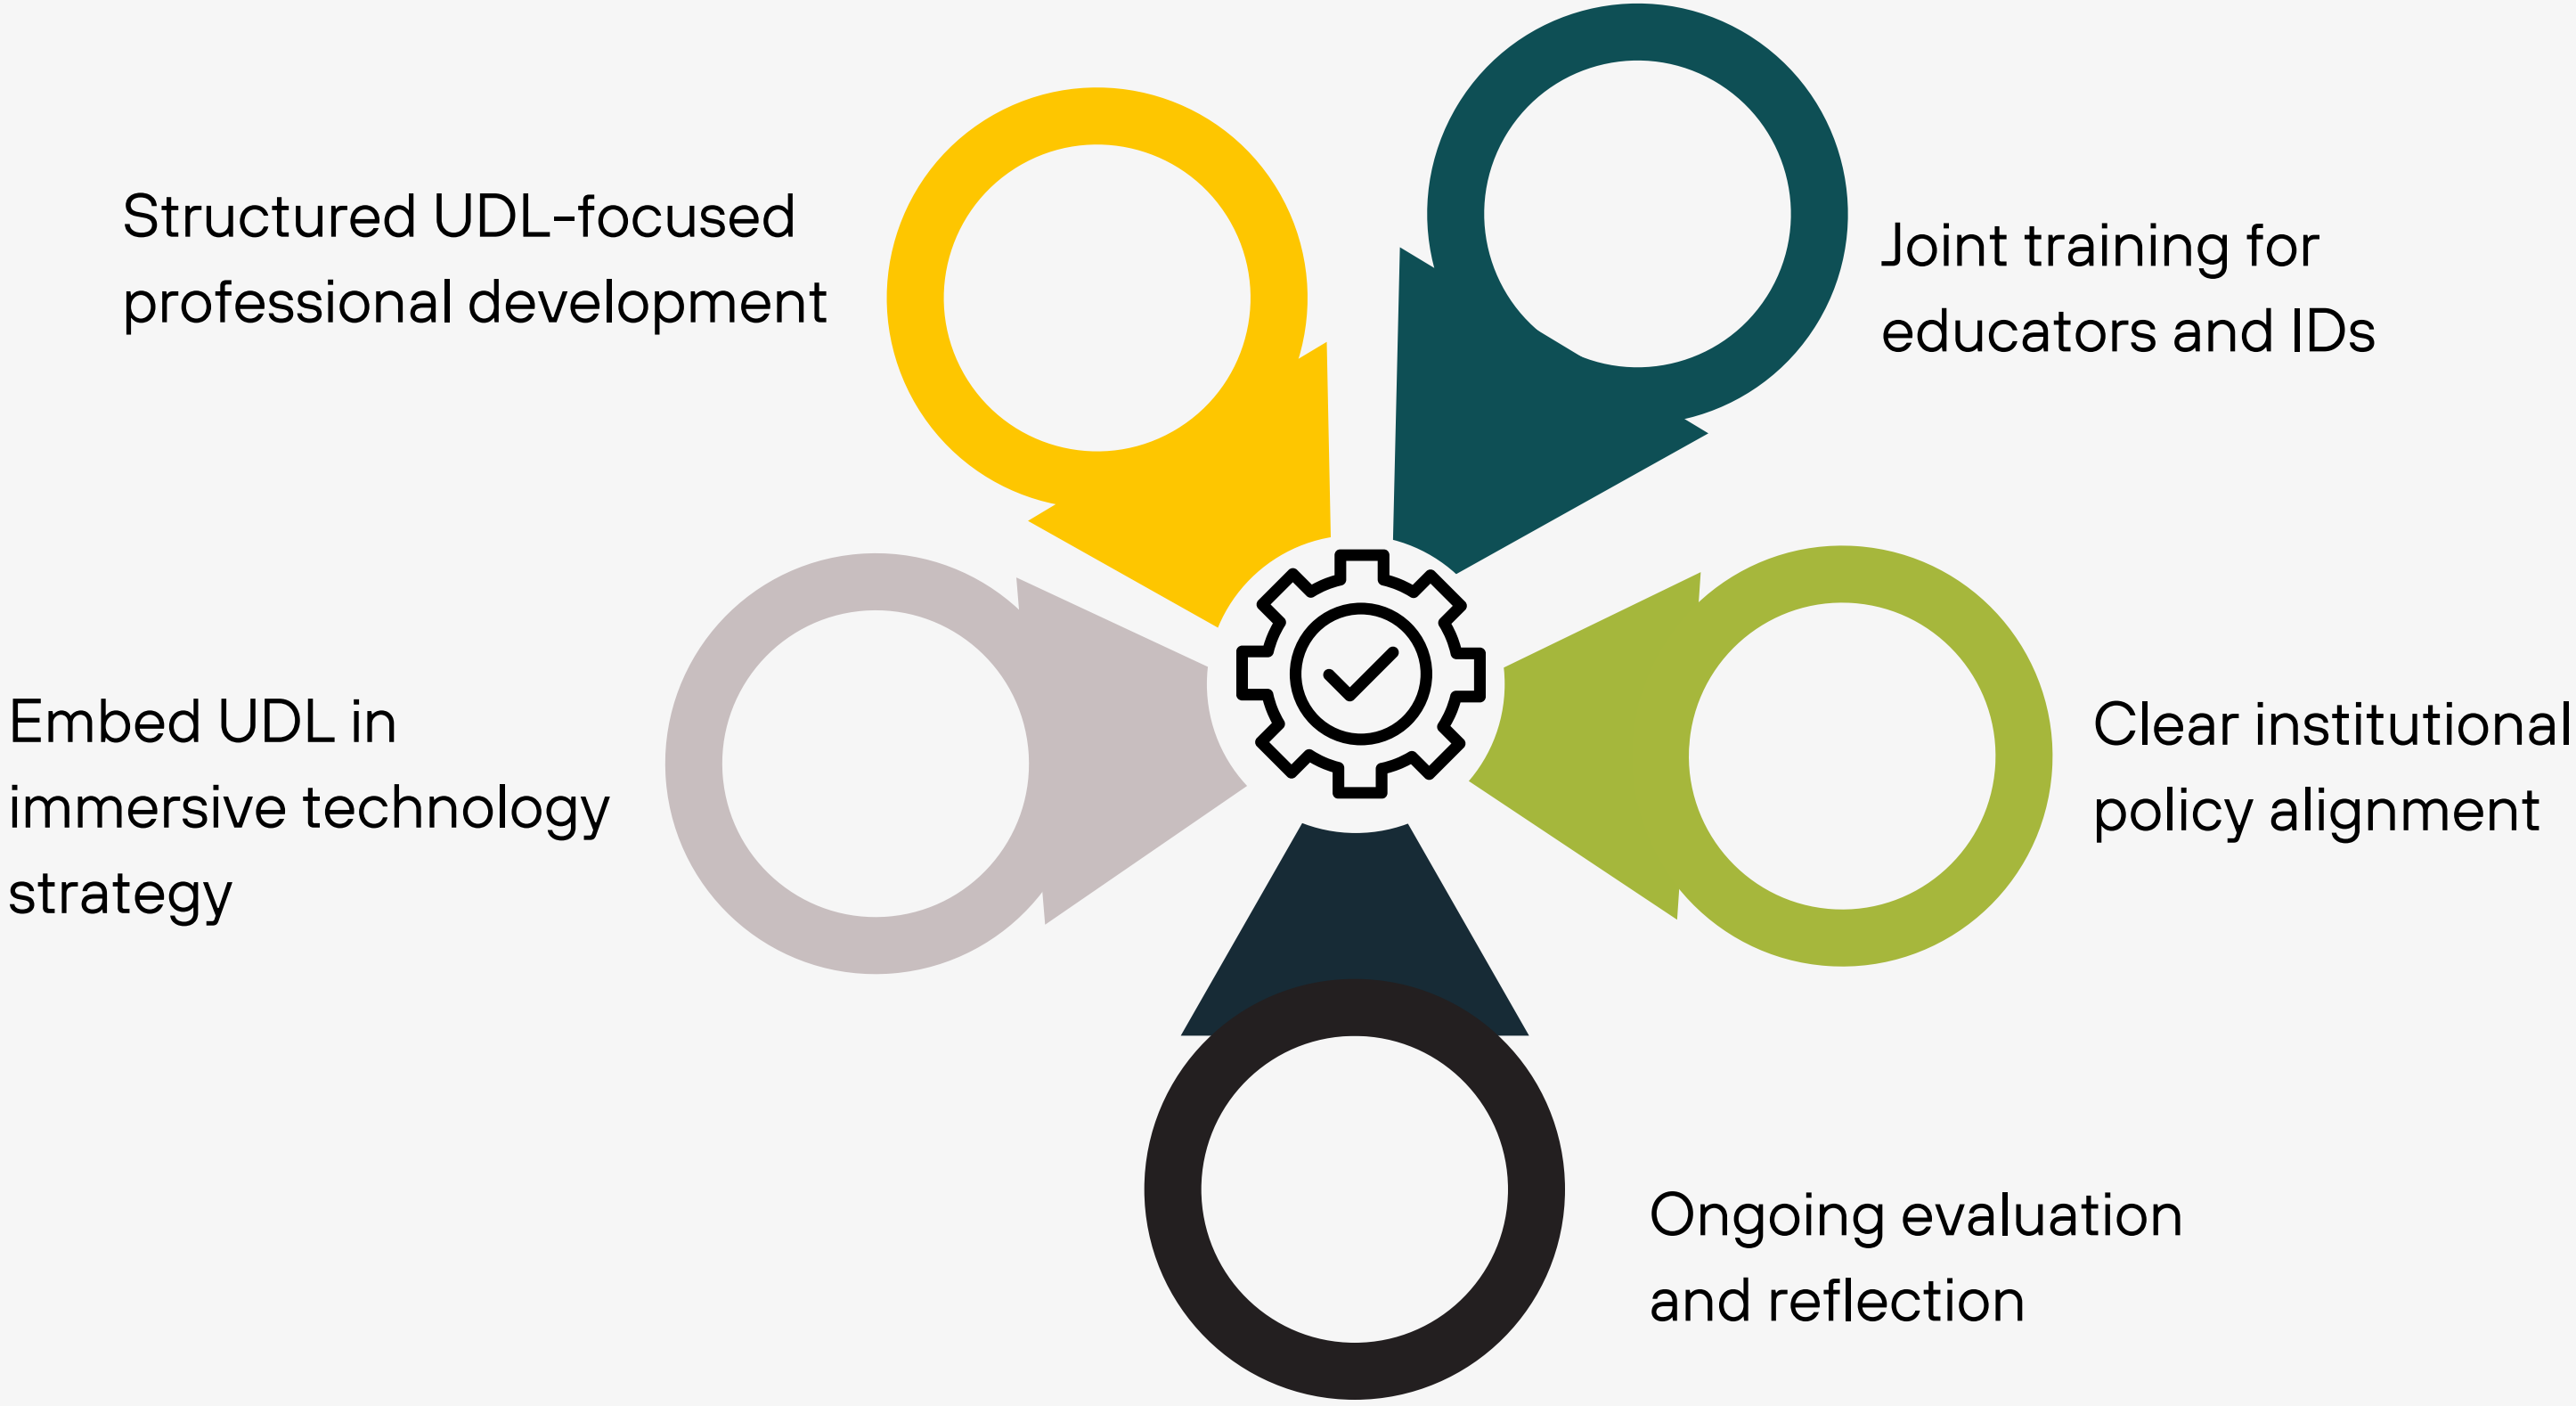 Structured UDL-focused
professional development
Joint training for
educators and IDs
Embed UDL in
immersive technology
strategy
Clear institutional
policy alignment
Ongoing evaluation
and reflection